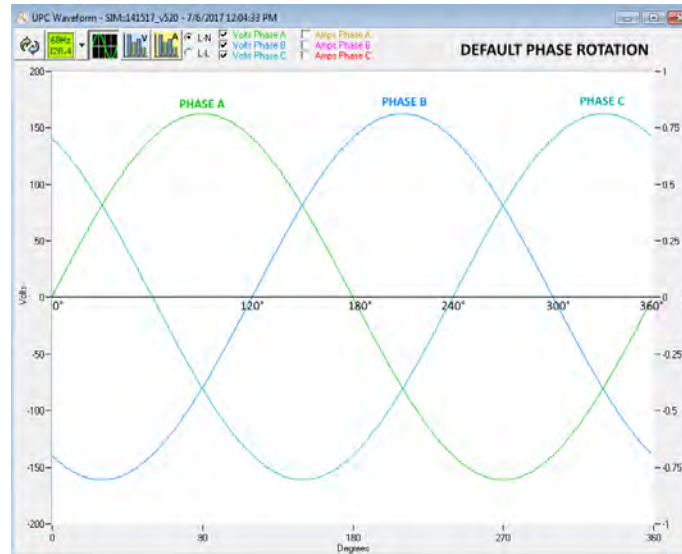 UPC Waveform - SIM::141517_v520 - 7/6/2017 12:04:33 PM
60Hz
120.4
V
A
L-N
L-L
Volts Phase A
Volts Phase B
Volts Phase C
Amps Phase A
Amps Phase B
Amps Phase C
DEFAULT PHASE ROTATION
200
150
100
50
0
-50
-100
-150
-200
Volts
PHASE A
PHASE B
PHASE C
0°
120°
180°
240°
300°
360°
1
0.75
0.5
0.25
0
-0.25
-0.5
-0.75
-1
0
90
180
270
360
Degrees